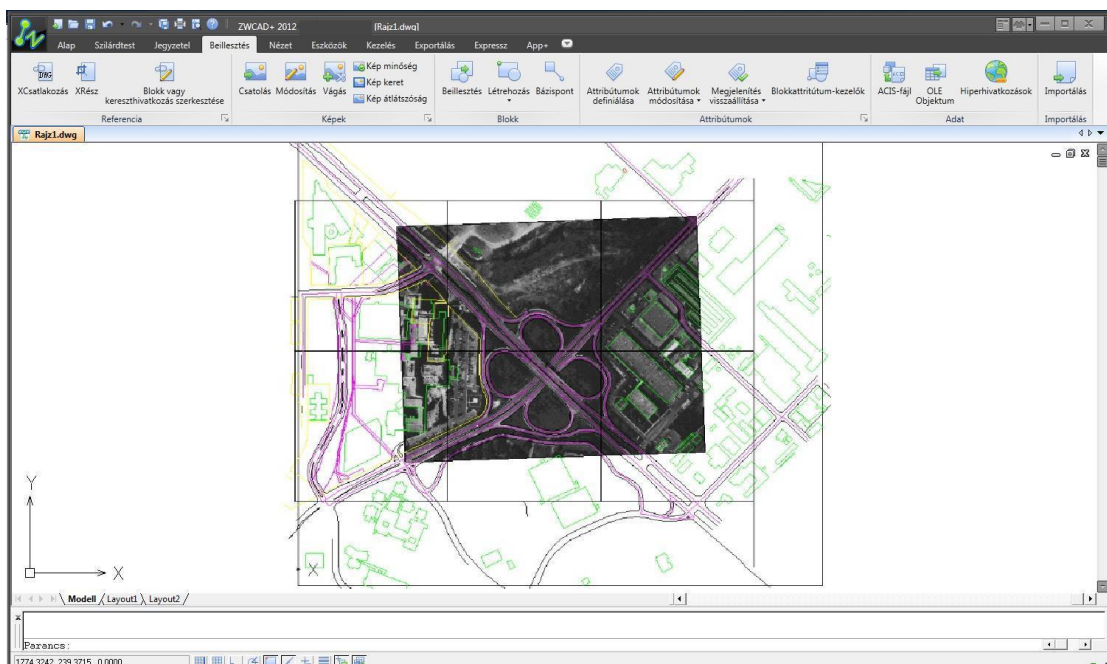 ZWCAD+ 2012 [Rajz1.dwg]
Alap Szilárdtest Jegyzetel Beillesztés Nézet Eszközök Kezelés Exportálás Expressz App+
DWG
XCsatlakozás XRész Blokk vagy kereszthivatkozás szerkesztése
Csatolás Módosítás Vágás Kép minőség Kép keret Kép átlátszóság
Beillesztés Létrehozás Bázispont
Attribútumok definiálása Attribútumok módosítása Megjelenítés visszaállítása Blokkattritútum-kezelők
ACIS-fájl OLE Objektum Hiperhivatkozások Importálás
Referencia Képek Blokk Attribútumok Adat Importálás
Rajz1.dwg
Y
X
X
Modell Layout1 Layout2
Parancs:
1774.3242, 239.3715, 0.0000